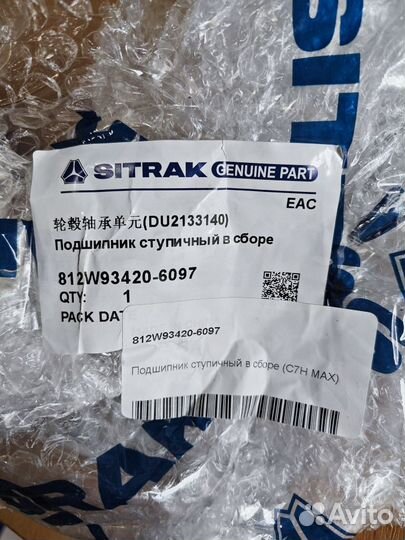 SITRAK GENUINE PART
EAC
轮毂轴承单元(DU2133140)
Подшипник ступичный в сборе
812W93420-6097
QTY: 1
PACK DAT
812W93420-6097
Подшипник ступичный в сборе (C7H MAX)
Avito